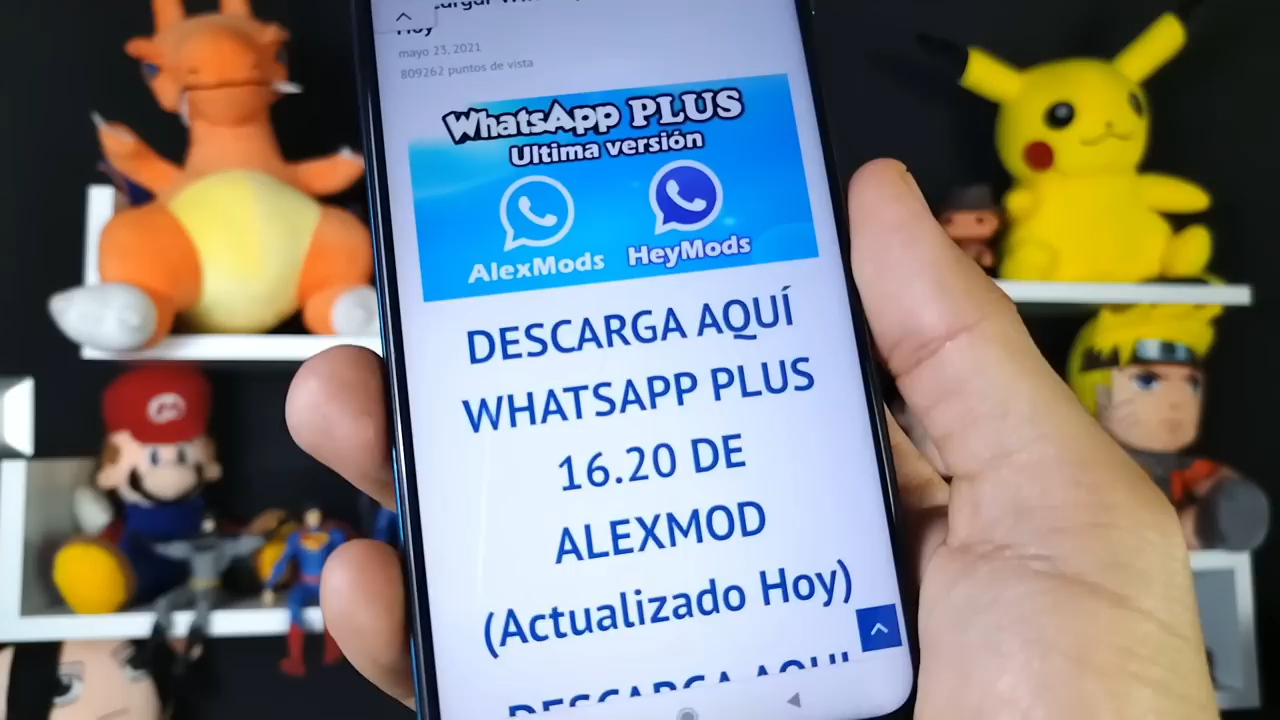 Hoy
mayo 23, 2021
809262 puntos de vista
WhatsApp PLUS
Ultima versión
AlexMods
HeyMods
DESCARGA AQUÍ
WHATSAPP PLUS
16.20 DE
ALEXMOD
(Actualizado Hoy)